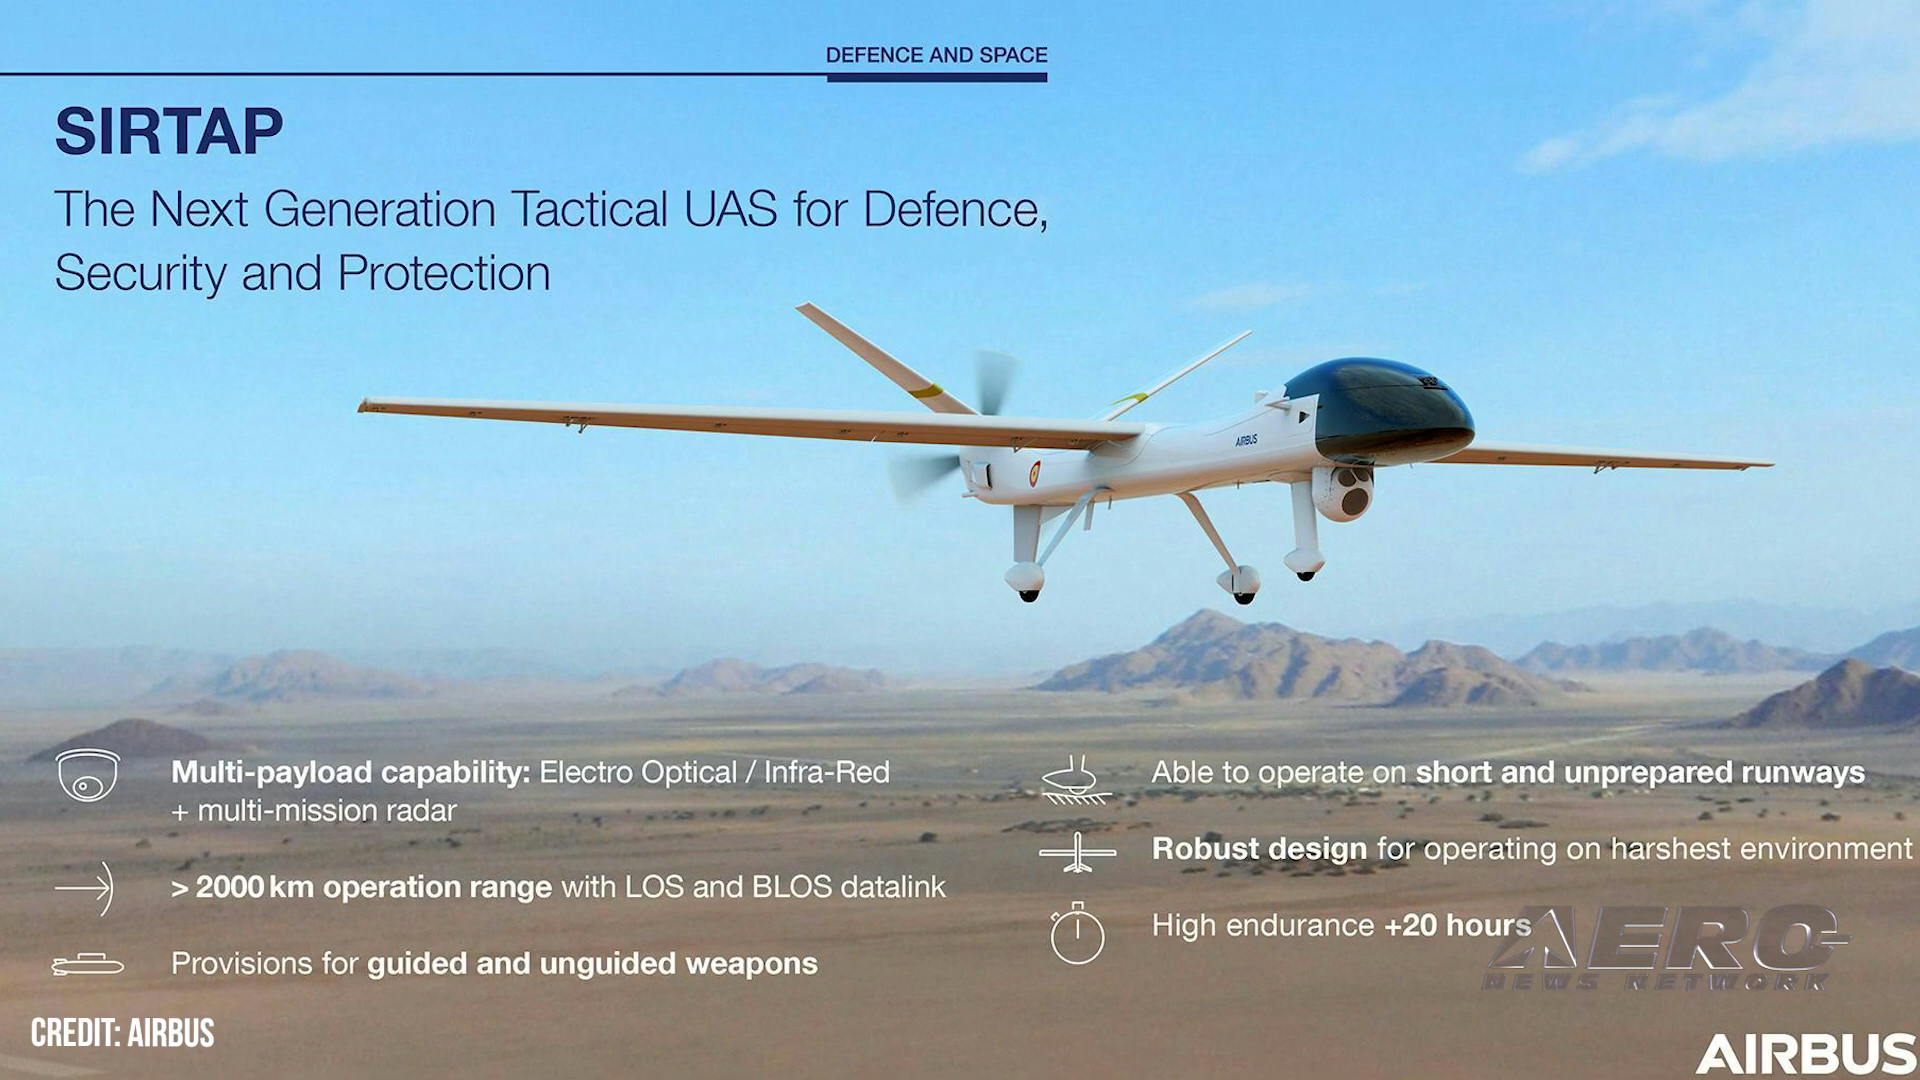 DEFENCE AND SPACE
SIRTAP
The Next Generation Tactical UAS for Defence,
Security and Protection
AIRBUS
Multi-payload capability: Electro Optical / Infra-Red
+ multi-mission radar
> 2000 km operation range with LOS and BLOS datalink
Provisions for guided and unguided weapons
Able to operate on short and unprepared runways
Robust design for operating on harshest environment
High endurance +20 hours
AERO
NEWS NETWORK
CREDIT: AIRBUS
AIRBUS